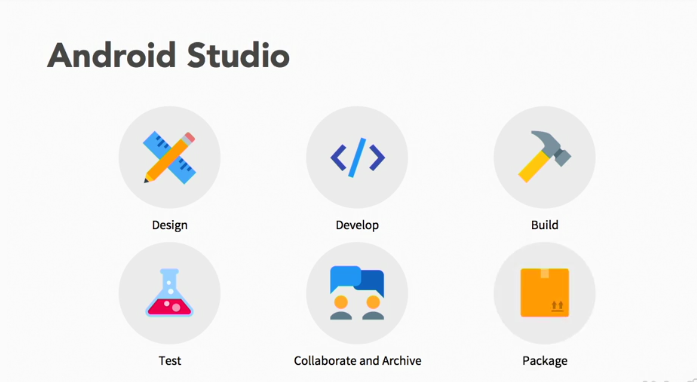 Android Studio
Design
Develop
Build
Test
Collaborate and Archive
Package